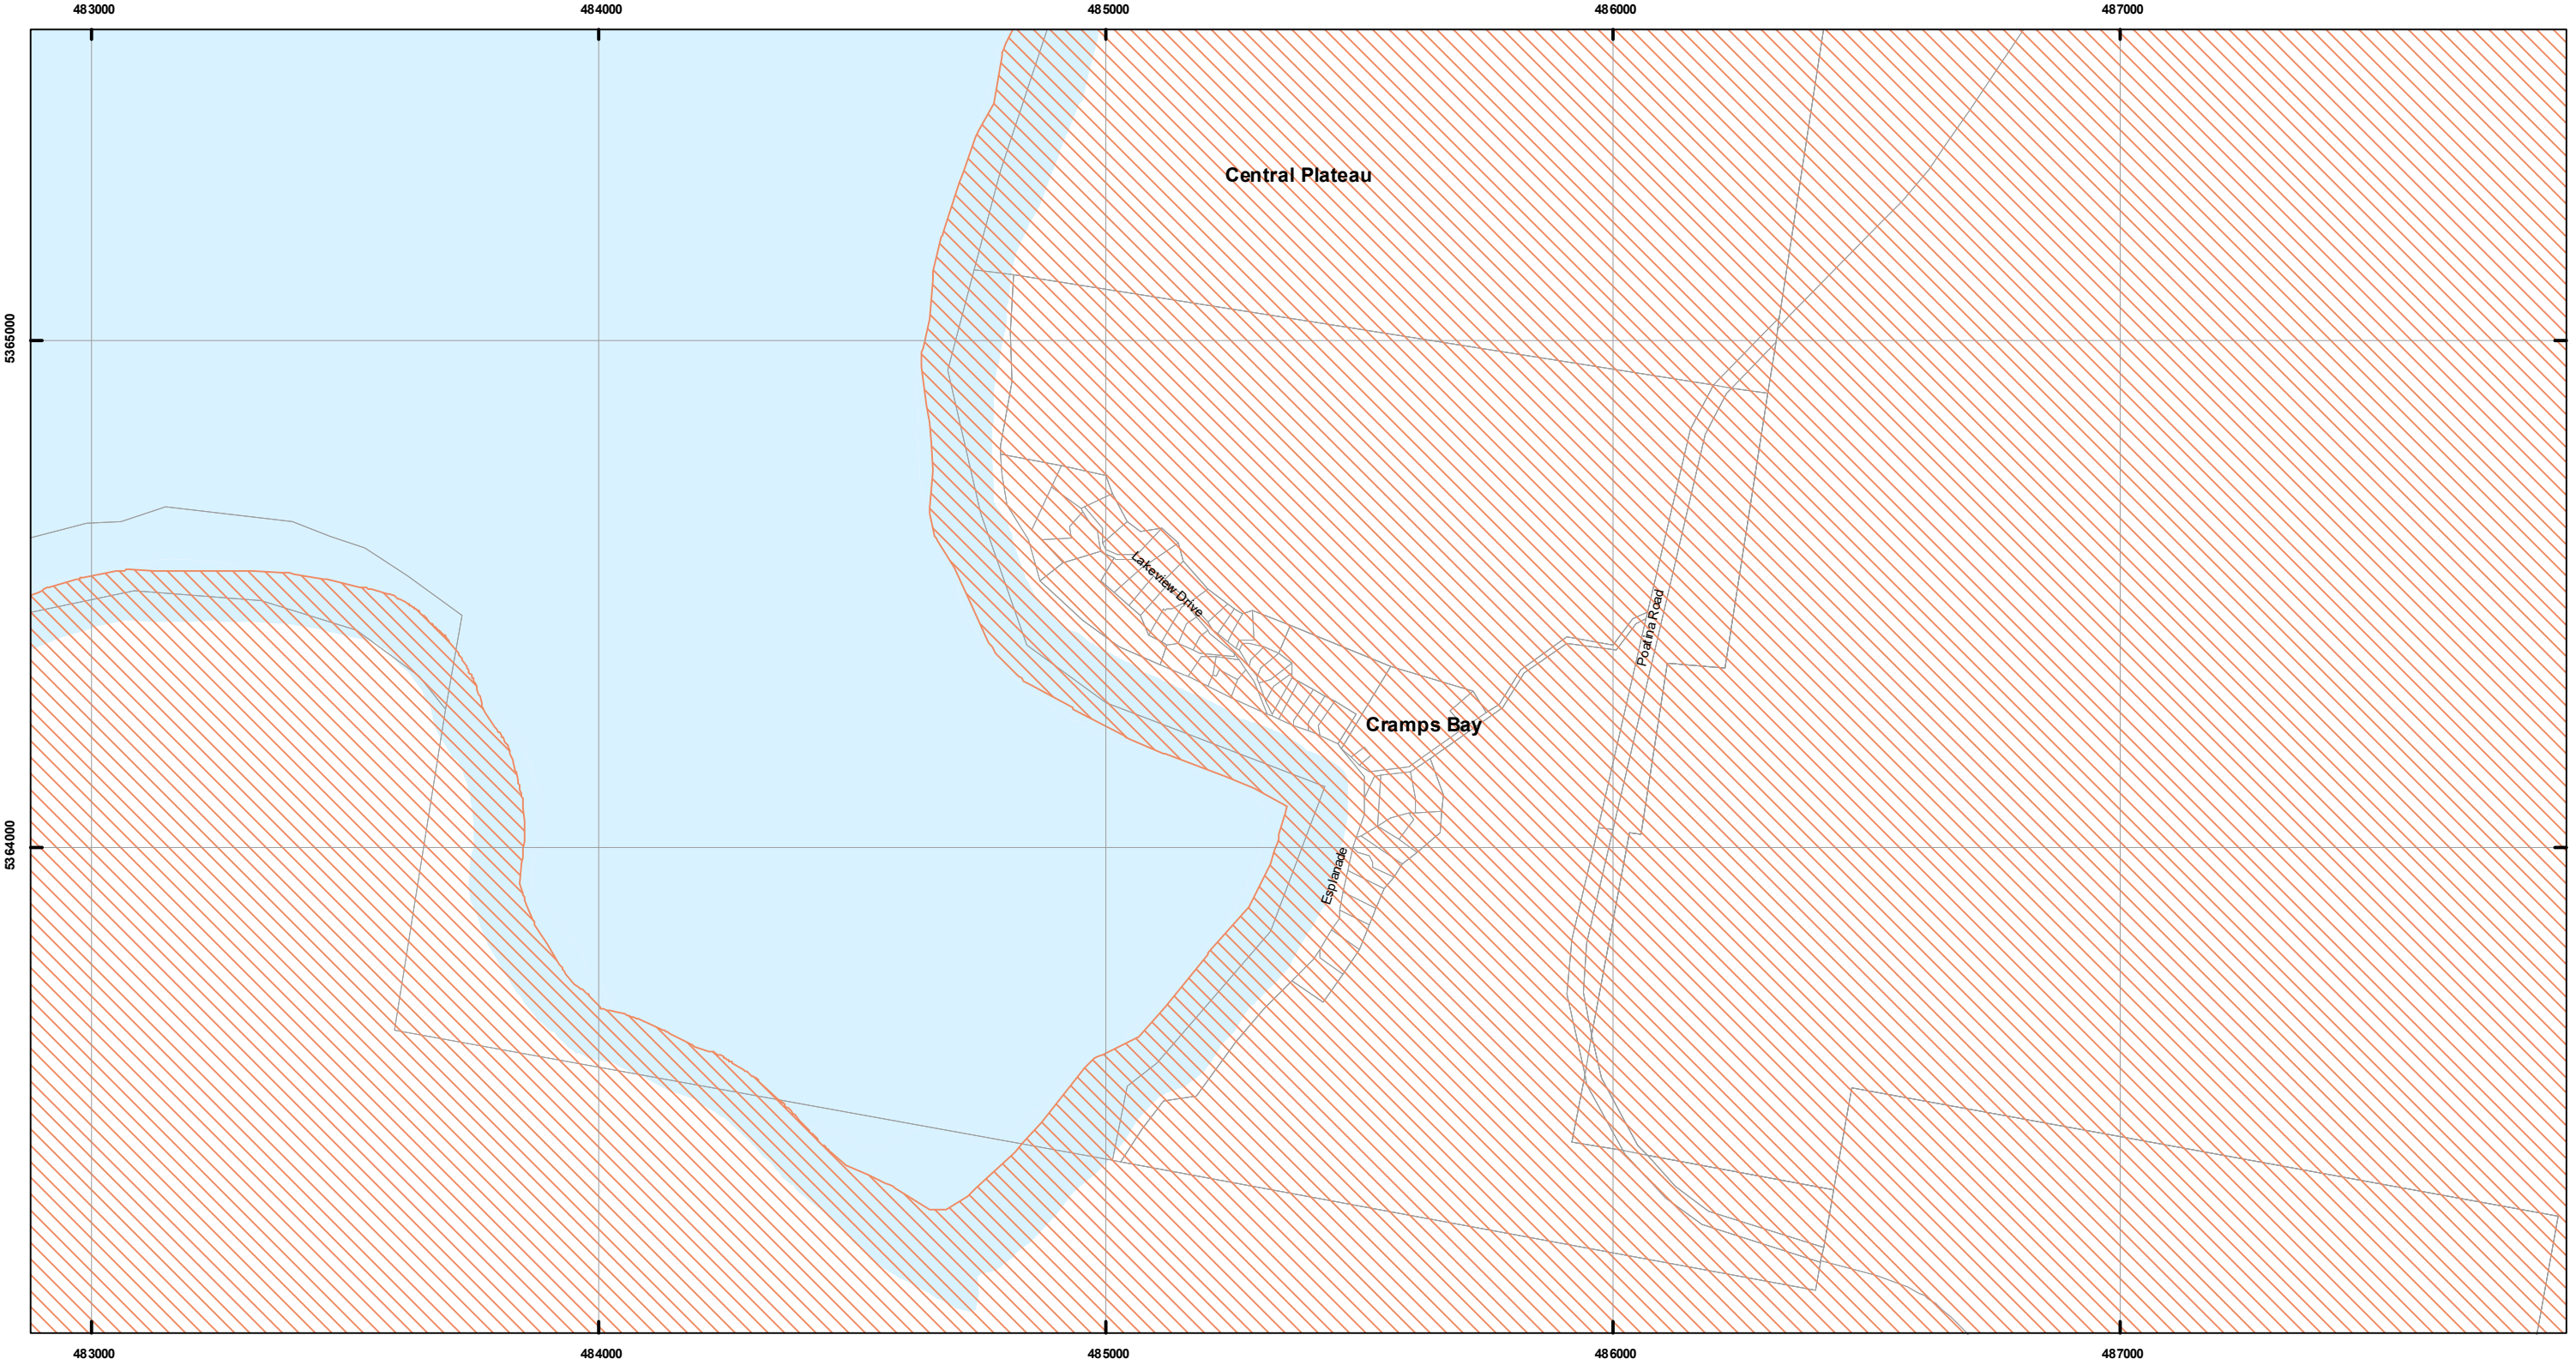 483000
484000
485000
486000
487000
Central Plateau
5365000
Lakeview Drive
Poatina Road
Cramps Bay
5364000
Esplanade
483000
484000
485000
486000
487000